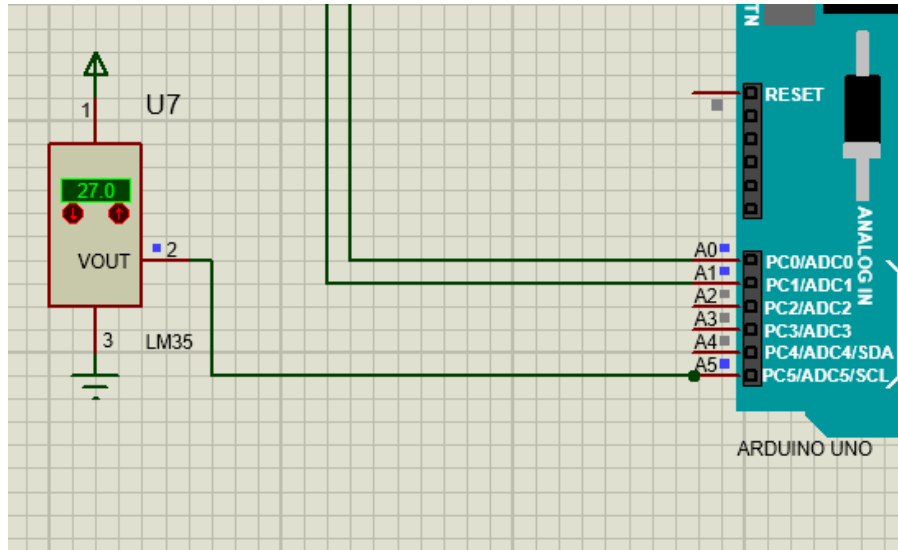 TN
1
U7
27.0
VOUT
2
3
LM35
RESET
ANALOG IN
A0
PC0/ADC0
A1
PC1/ADC1
A2
PC2/ADC2
A3
PC3/ADC3
A4
PC4/ADC4/SDA
A5
PC5/ADC5/SCL
ARDUINO UNO